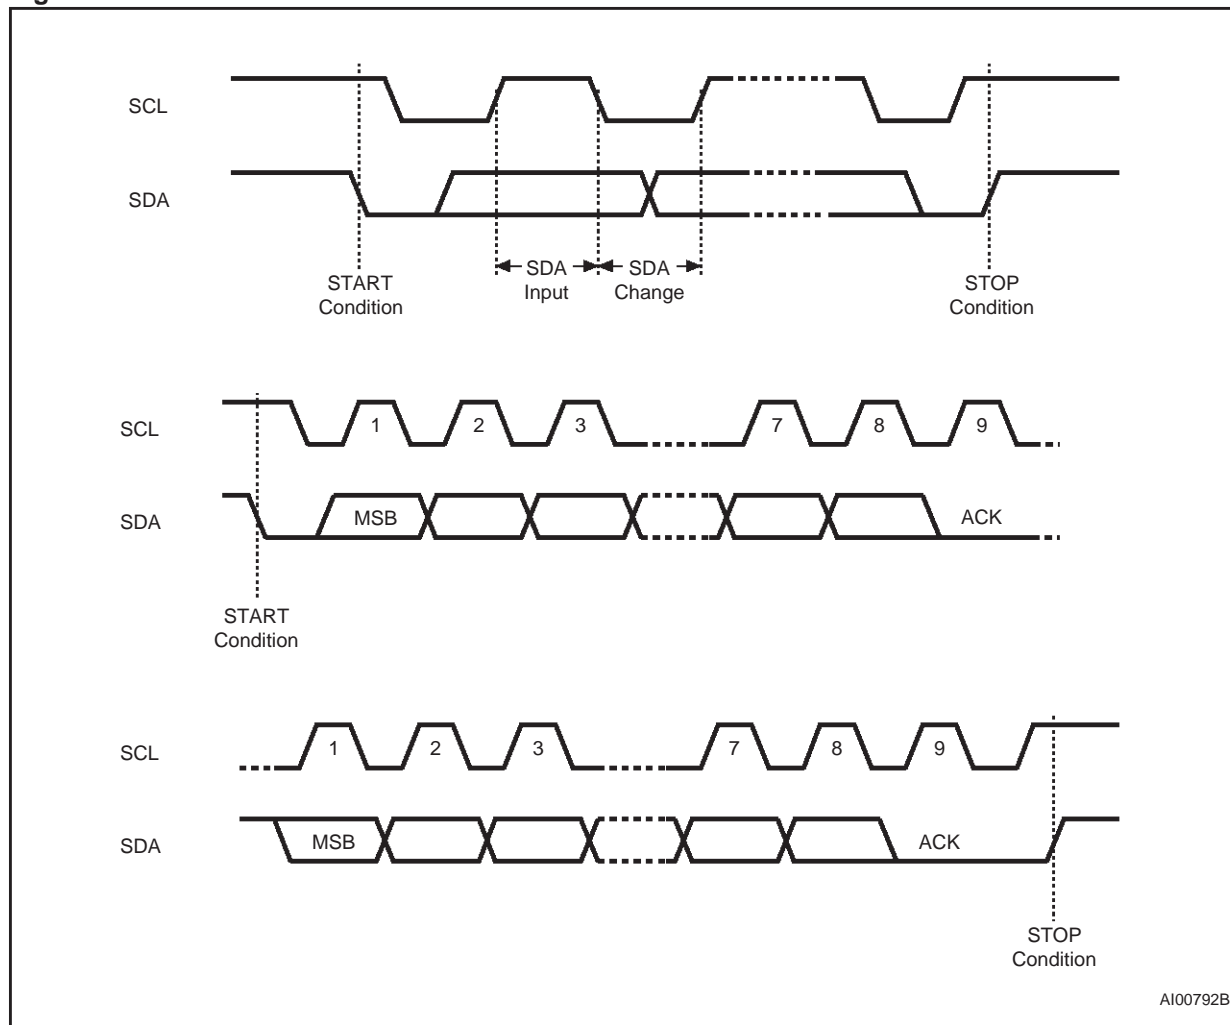 SCL
SDA
START
Condition
SDA
Input
SDA
Change
STOP
Condition
SCL
1 2 3 7 8 9
SDA
MSB
ACK
START
Condition
SCL
1 2 3 7 8 9
SDA
MSB
ACK
STOP
Condition
AI00792B